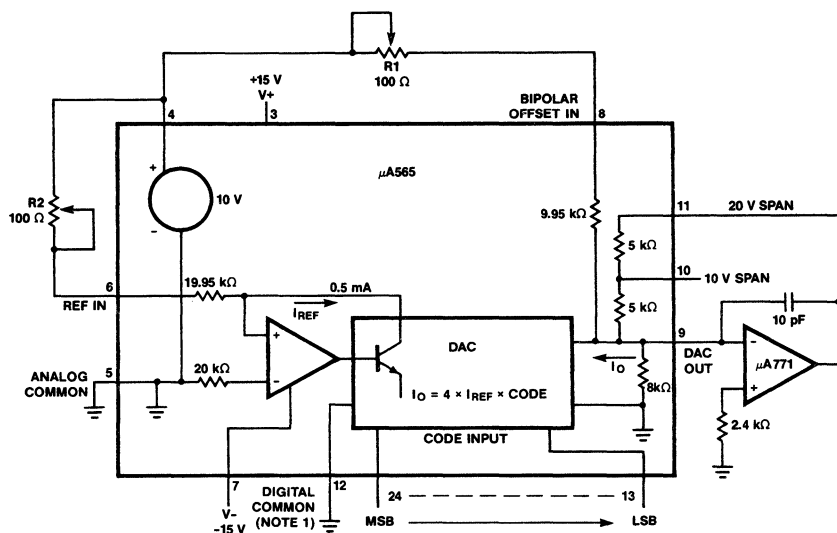 R1
100 Ω
+15 V
V+
3
4
BIPOLAR
OFFSET IN
8
μA565
R2
100 Ω
+
10 V
-
9.95 kΩ
11
20 V SPAN
5 kΩ
10
10 V SPAN
5 kΩ
6
REF IN
19.95 kΩ
0.5 mA
IREF
10 pF
9
DAC
OUT
DAC
IO
+
-
-
+
μA771
ANALOG
COMMON
5
20 kΩ
8kΩ
IO = 4 × IREF × CODE
2.4 kΩ
CODE INPUT
7
V-
-15 V
DIGITAL
COMMON
(NOTE 1)
12
24
13
MSB
LSB